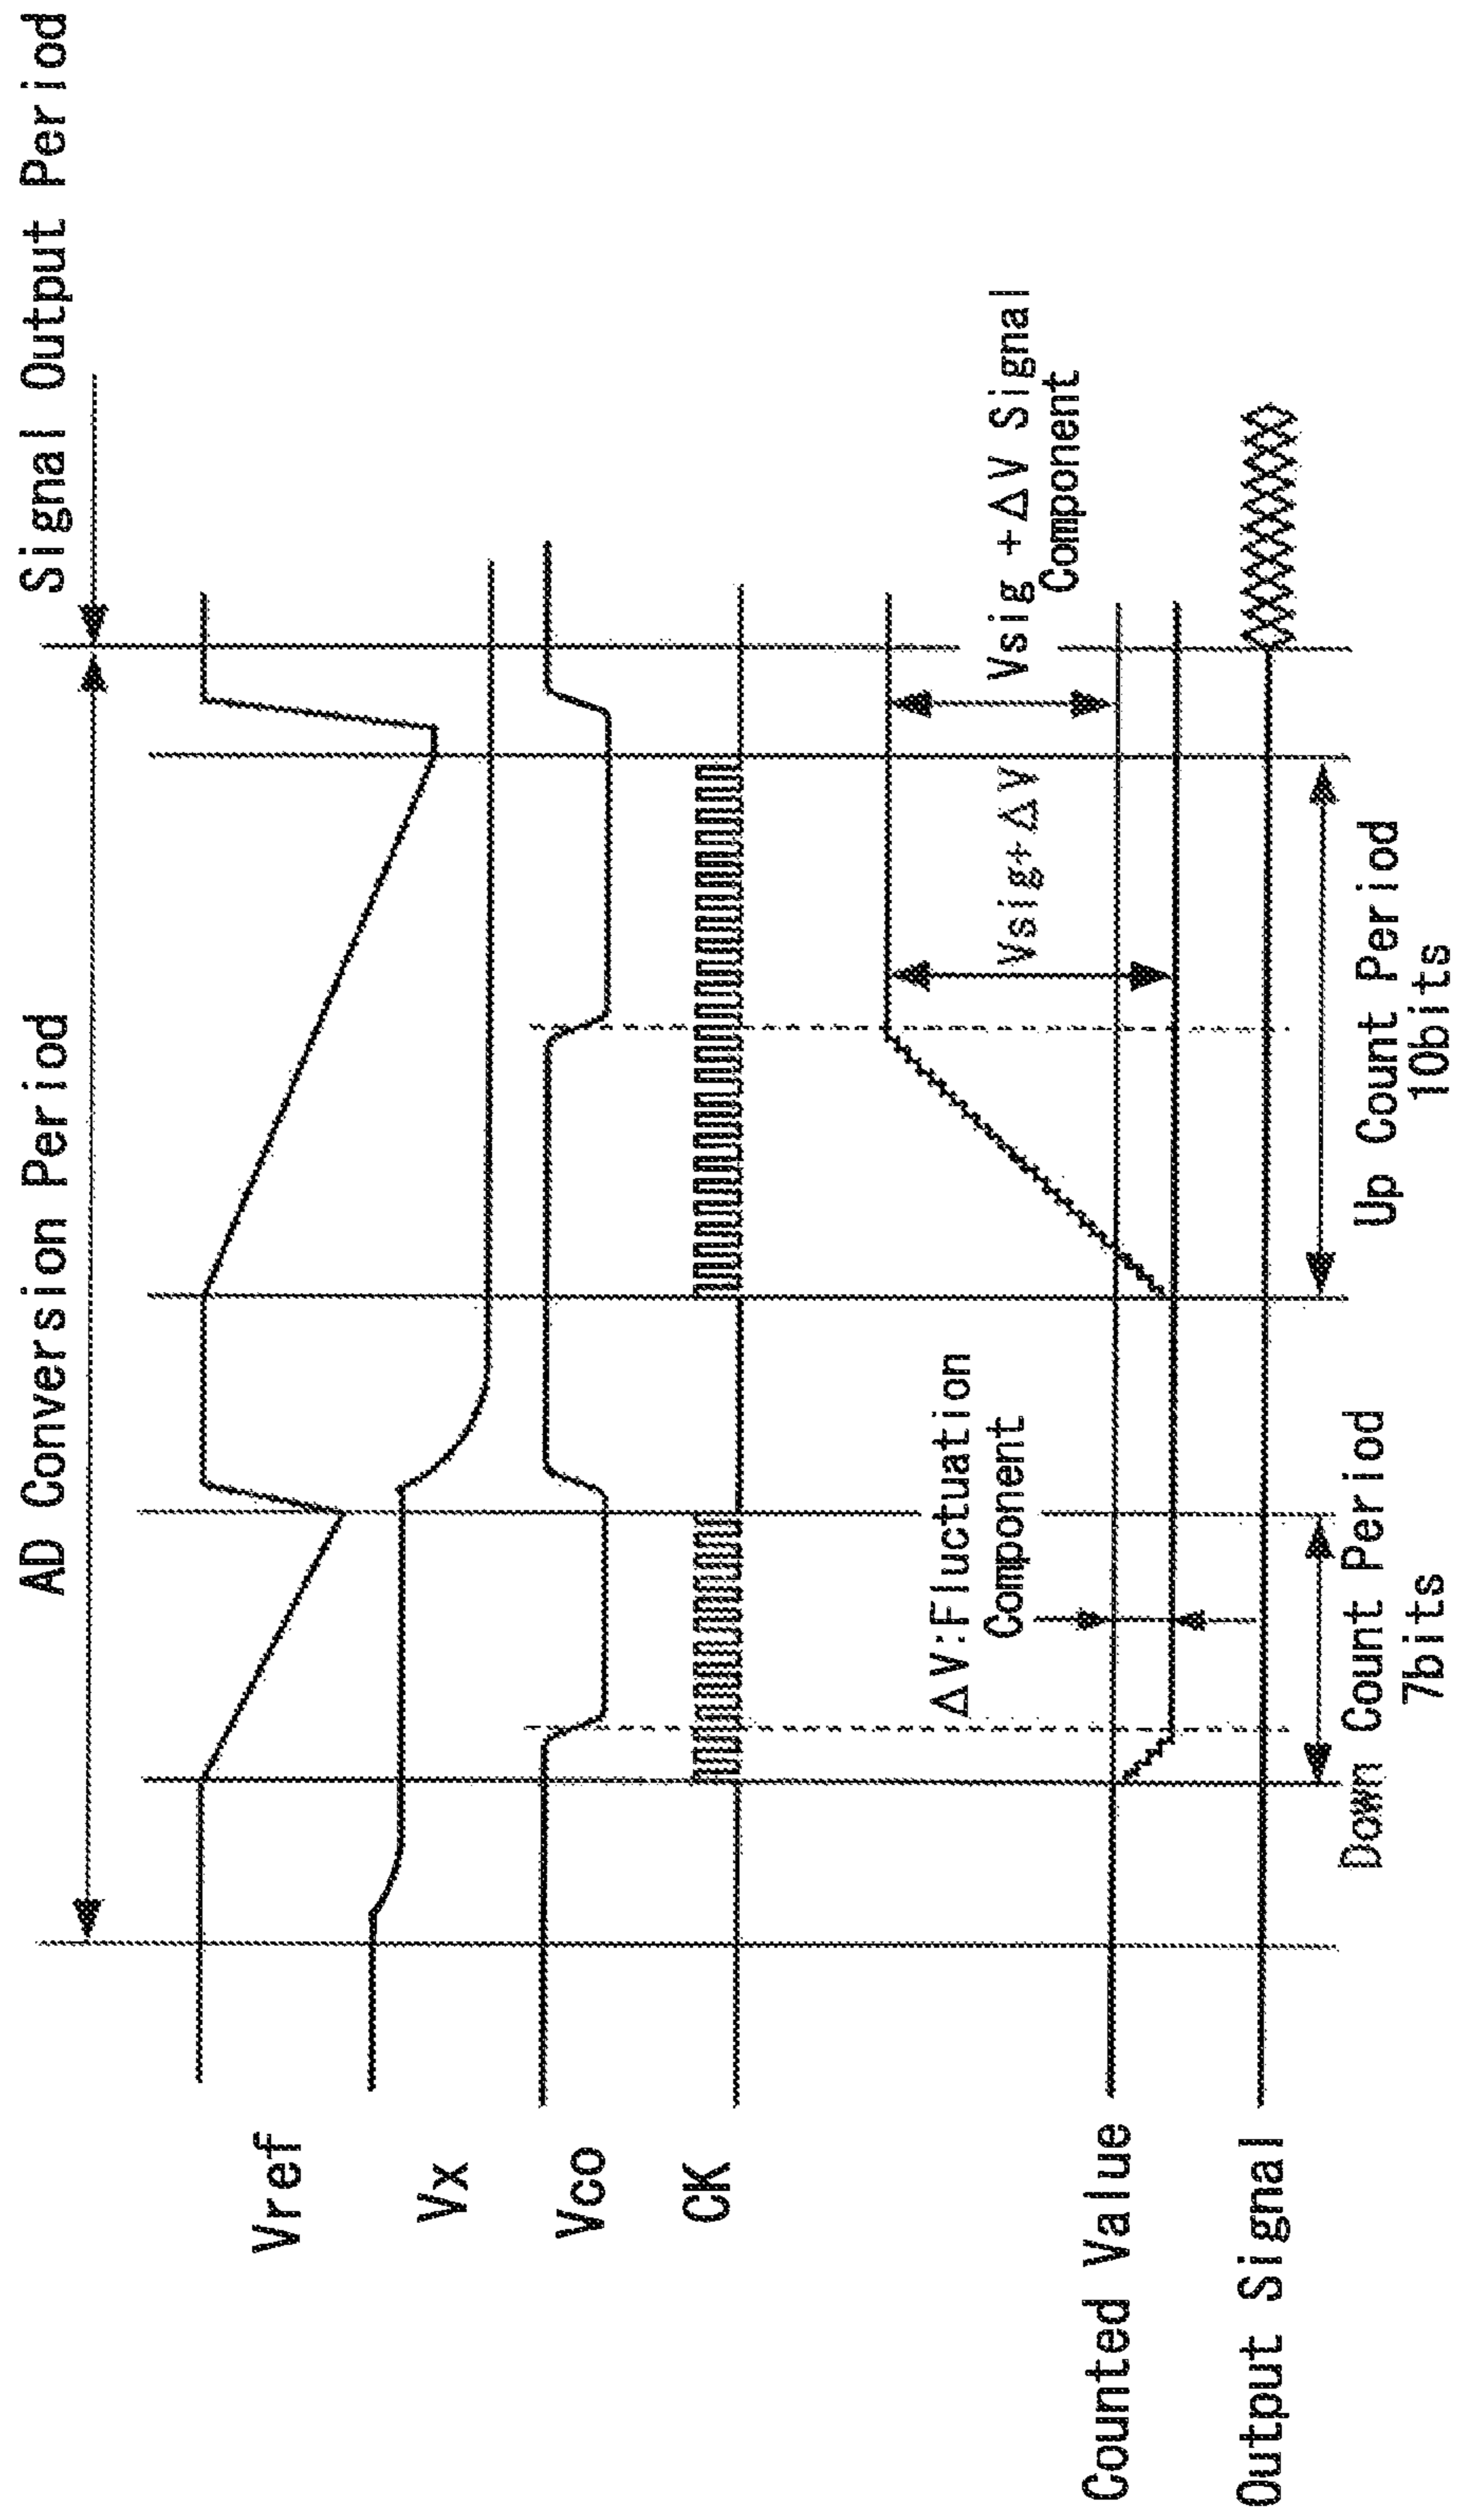 AD Conversion Period
Signal Output Period
Vref
Vx
Vco
CK
ΔV:Fluctuation
Component
Vsig+ΔV
Vsig +ΔV Signal
Component
Counted Value
Output Signal
Down Count Period
7bits
Up Count Period
10bits